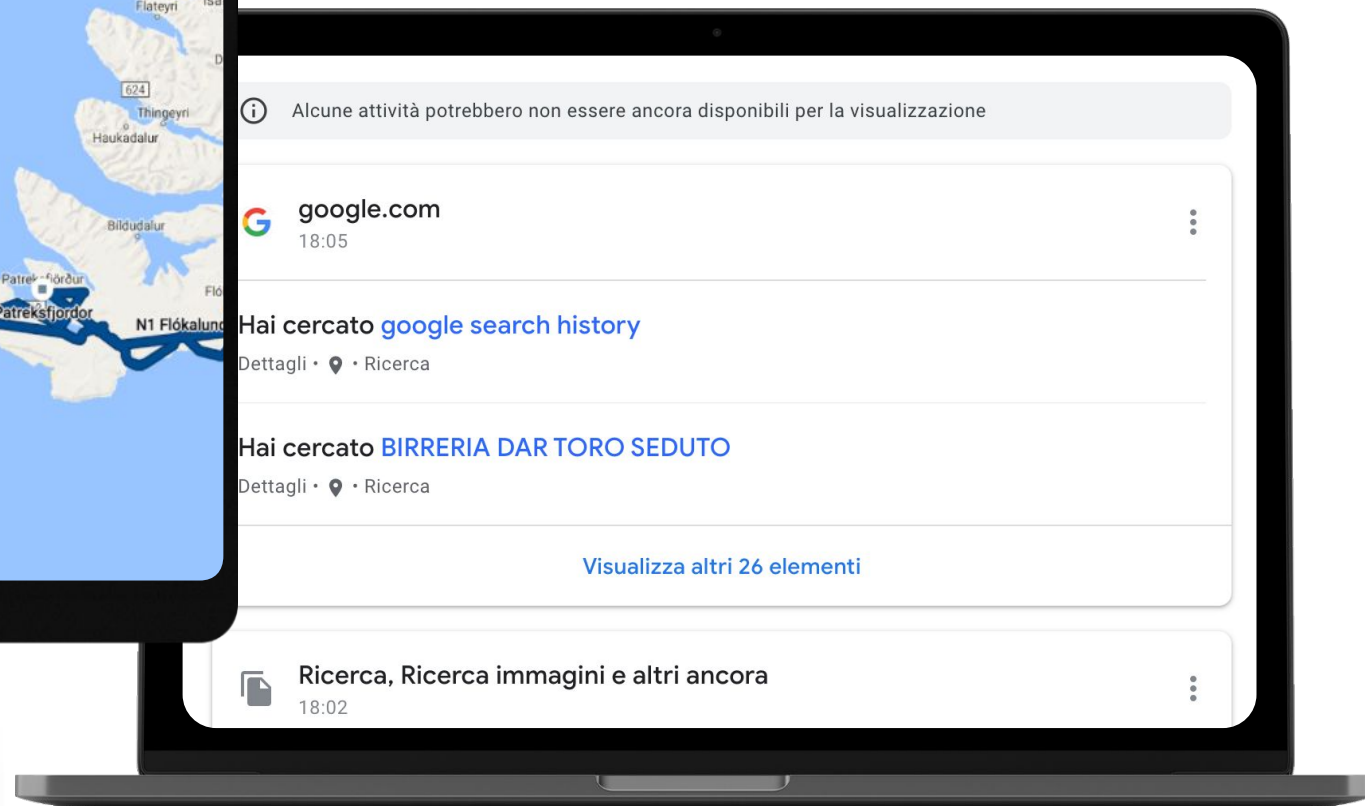 Flateyri
624
Thingeyri
Haukadalur
Bíldudalur
Patreksfjordor
N1 Flókalund
Alcune attività potrebbero non essere ancora disponibili per la visualizzazione
google.com
18:05
Hai cercato google search history
Dettagli • • Ricerca
Hai cercato BIRRERIA DAR TORO SEDUTO
Dettagli • • Ricerca
Visualizza altri 26 elementi
Ricerca, Ricerca immagini e altri ancora
18:02